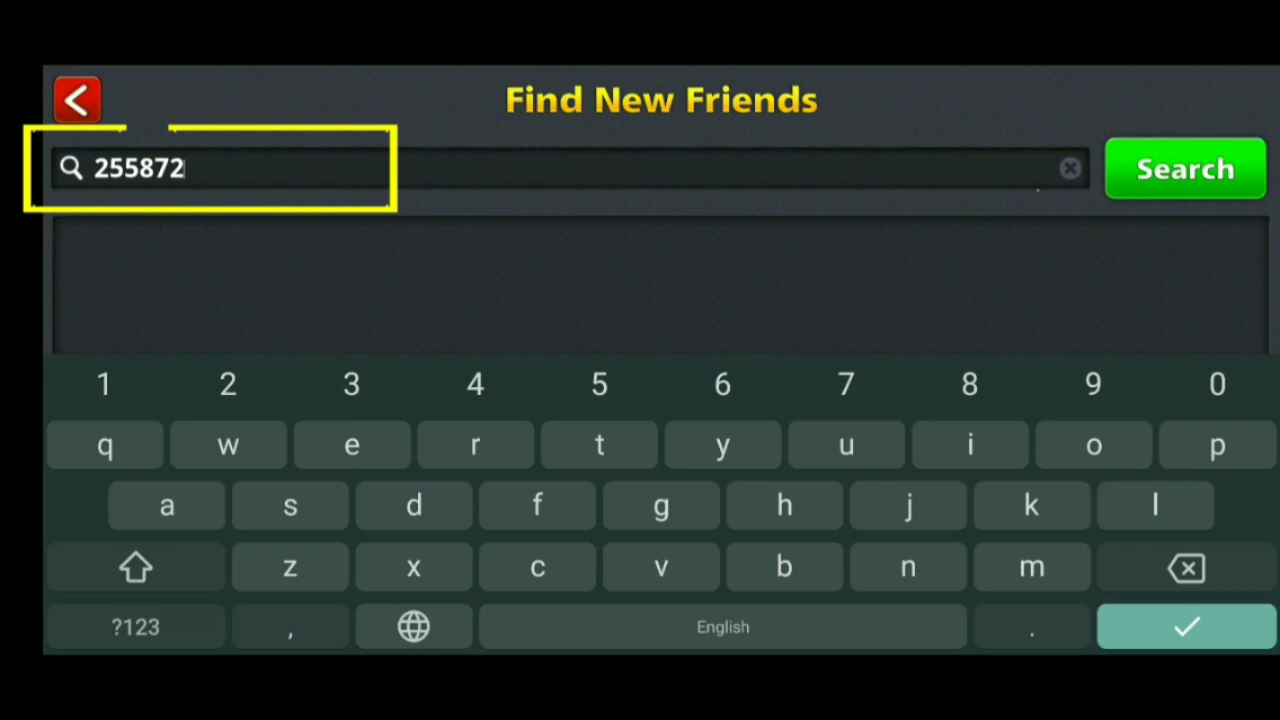 Find New Friends
255872
Search
1 2 3 4 5 6 7 8 9 0
q w e r t y u i o p
a s d f g h j k l
z x c v b n m
?123 , English .